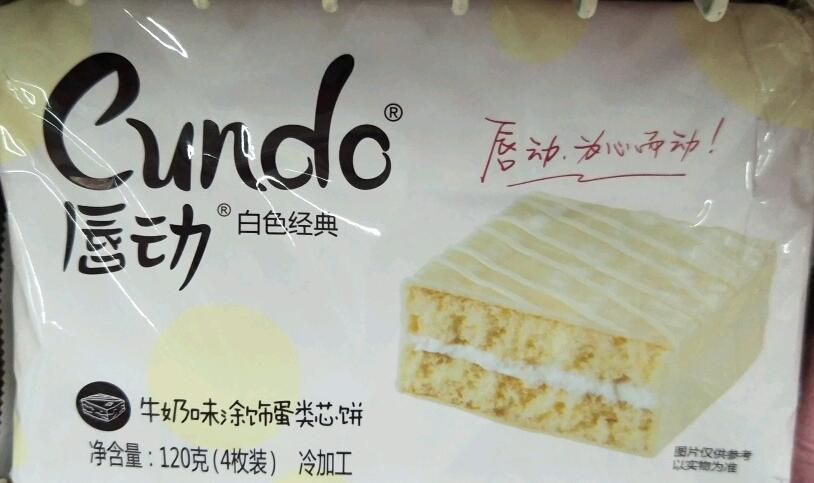 Cundo®
唇动®白色经典
唇动.为心而动!
牛奶味涂饰蛋类芯饼
净含量:120克(4枚装) 冷加工
图片仅供参考
以实物为准